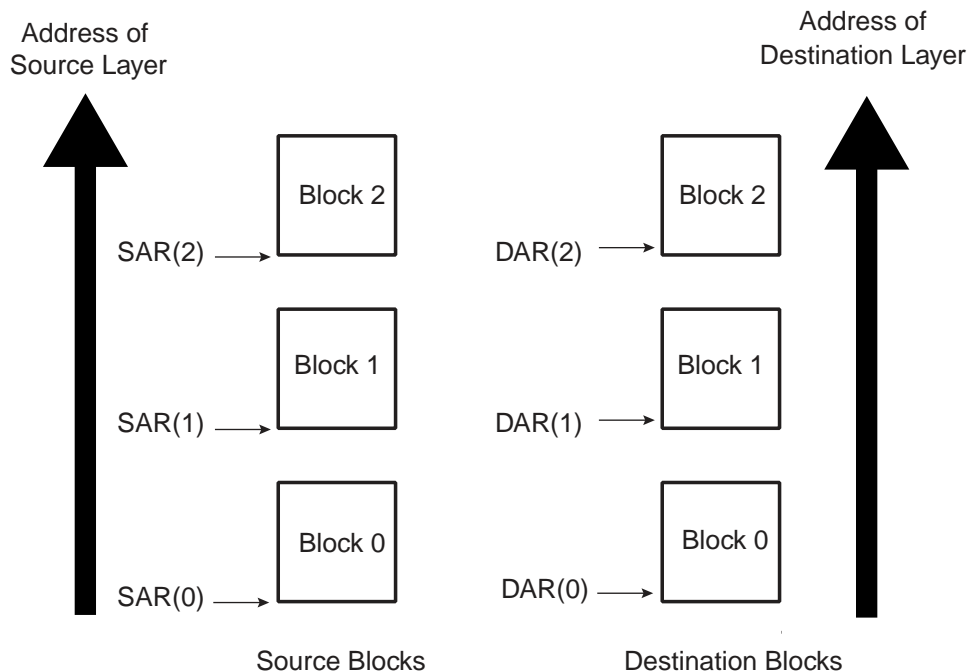 Address of
Source Layer
Address of
Destination Layer
Block 2
Block 2
SAR(2)
DAR(2)
Block 1
Block 1
SAR(1)
DAR(1)
Block 0
Block 0
SAR(0)
DAR(0)
Source Blocks
Destination Blocks